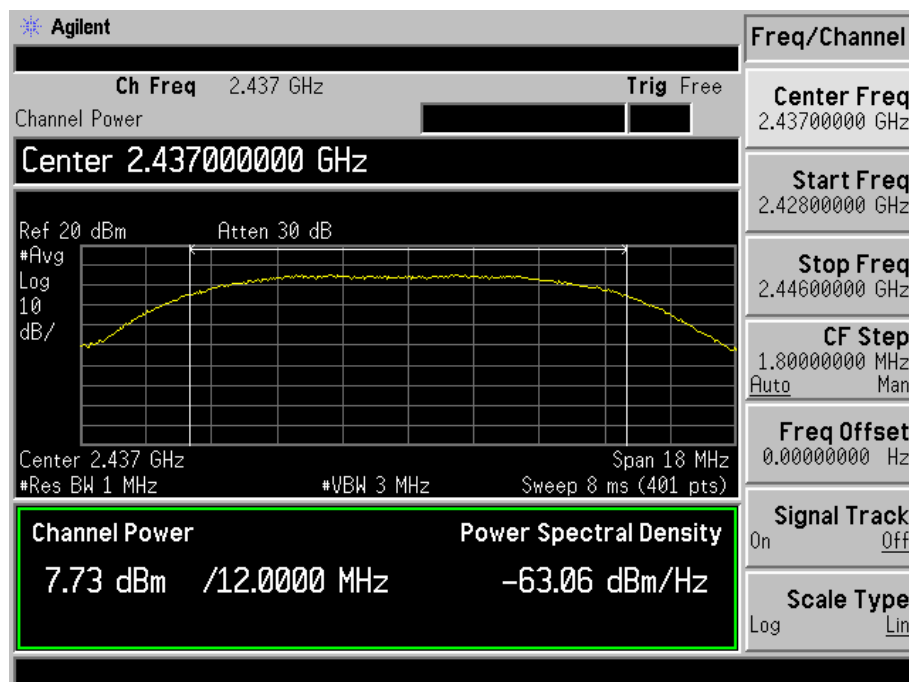 Agilent
Freq/Channel
Ch Freq 2.437 GHz Trig Free
Channel Power
Center 2.437000000 GHz
Ref 20 dBm Atten 30 dB
#Avg
Log
10
dB/
Center 2.437 GHz Span 18 MHz
#Res BW 1 MHz #VBW 3 MHz Sweep 8 ms (401 pts)
Channel Power Power Spectral Density
7.73 dBm /12.0000 MHz -63.06 dBm/Hz
Center Freq
2.43700000 GHz
Start Freq
2.42800000 GHz
Stop Freq
2.44600000 GHz
CF Step
1.80000000 MHz
Auto Man
Freq Offset
0.00000000 Hz
Signal Track
On Off
Scale Type
Log Lin